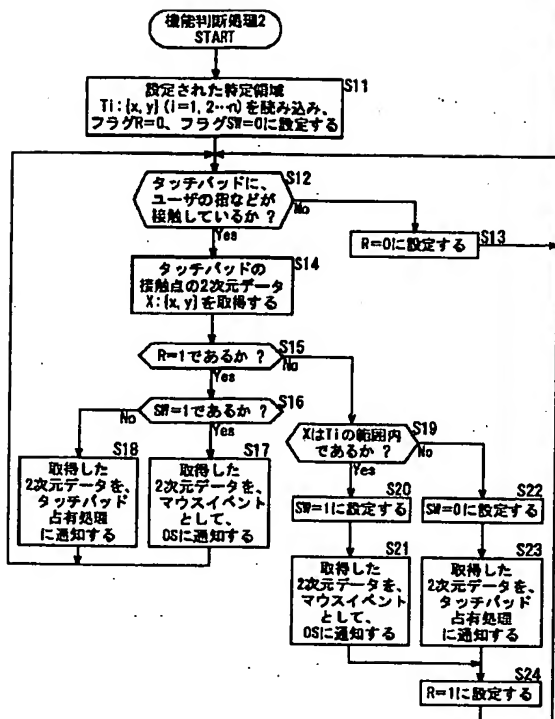 機能判断処理2
START
S11
設定された特定領域
Ti:{x,y}(i=1,2…n)を読み込み、
フラグR=0、フラグSW=0に設定する
S12
タッチパッドに、
ユーザの指などが
接触しているか ?
No
Yes
S13
R=0に設定する
S14
タッチパッドの
接触点の2次元データ
X:{x,y}を取得する
S15
R=1であるか ?
No
Yes
S16
SW=1であるか ?
No
Yes
S19
XはTiの範囲内
であるか ?
No
Yes
S18
取得した
2次元データを、
タッチパッド
占有処理
に通知する
S17
取得した
2次元データを、
マウスイベント
として、
OSに通知する
S20
SW=1に設定する
S22
SW=0に設定する
S21
取得した
2次元データを、
マウスイベント
として、
OSに通知する
S23
取得した
2次元データを、
タッチパッド
占有処理
に通知する
S24
R=1に設定する